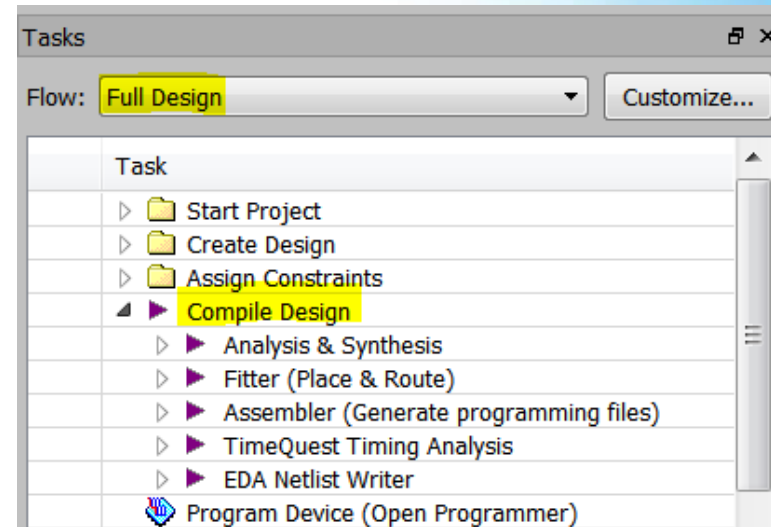 Tasks
Flow: Full Design Customize...
Task
Start Project
Create Design
Assign Constraints
Compile Design
Analysis & Synthesis
Fitter (Place & Route)
Assembler (Generate programming files)
TimeQuest Timing Analysis
EDA Netlist Writer
Program Device (Open Programmer)